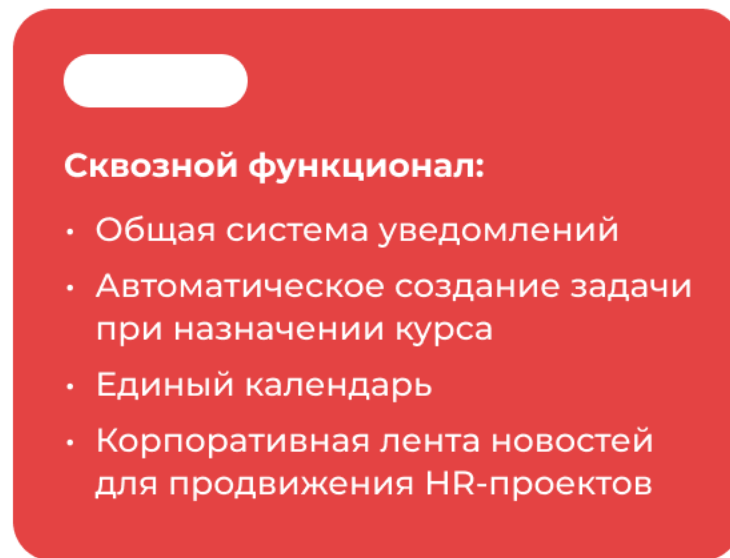 Сквозной функционал:
• Общая система уведомлений
• Автоматическое создание задачи
при назначении курса
• Единый календарь
• Корпоративная лента новостей
для продвижения HR-проектов